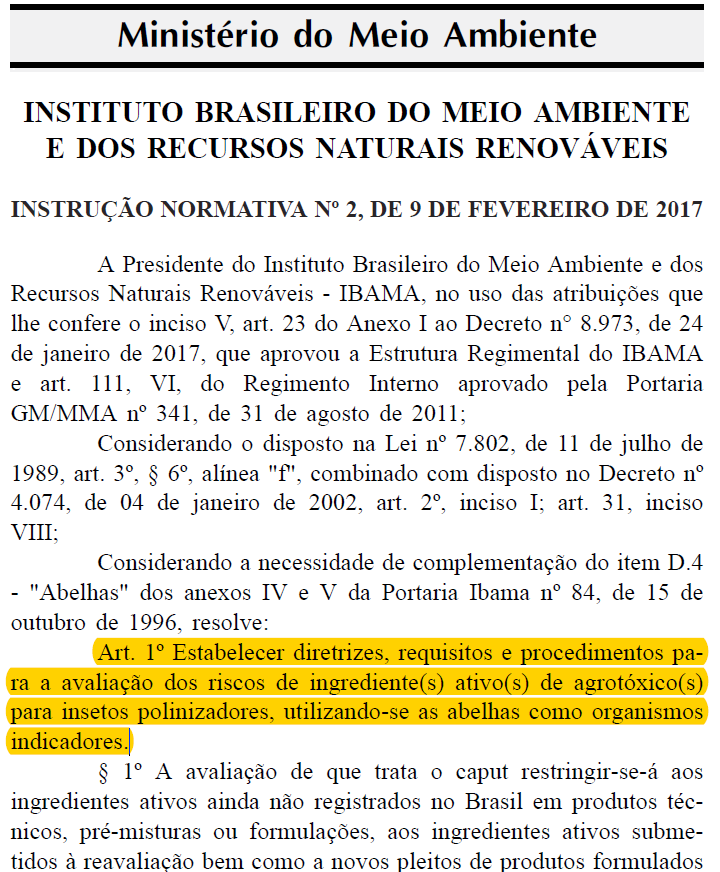 Ministério do Meio Ambiente
INSTITUTO BRASILEIRO DO MEIO AMBIENTE
E DOS RECURSOS NATURAIS RENOVÁVEIS
INSTRUÇÃO NORMATIVA Nº 2, DE 9 DE FEVEREIRO DE 2017
A Presidente do Instituto Brasileiro do Meio Ambiente e dos
Recursos Naturais Renováveis - IBAMA, no uso das atribuições que
lhe confere o inciso V, art. 23 do Anexo I ao Decreto n° 8.973, de 24
de janeiro de 2017, que aprovou a Estrutura Regimental do IBAMA
e art. 111, VI, do Regimento Interno aprovado pela Portaria
GM/MMA nº 341, de 31 de agosto de 2011;
Considerando o disposto na Lei nº 7.802, de 11 de julho de
1989, art. 3º, § 6º, alínea "f", combinado com disposto no Decreto nº
4.074, de 04 de janeiro de 2002, art. 2º, inciso I; art. 31, inciso
VIII;
Considerando a necessidade de complementação do item D.4
- "Abelhas" dos anexos IV e V da Portaria Ibama nº 84, de 15 de
outubro de 1996, resolve:
Art. 1º Estabelecer diretrizes, requisitos e procedimentos pa-
ra a avaliação dos riscos de ingrediente(s) ativo(s) de agrotóxico(s)
para insetos polinizadores, utilizando-se as abelhas como organismos
indicadores.
§ 1º A avaliação de que trata o caput restringir-se-á aos
ingredientes ativos ainda não registrados no Brasil em produtos téc-
nicos, pré-misturas ou formulações, aos ingredientes ativos subme-
tidos à reavaliação bem como a novos pleitos de produtos formulados